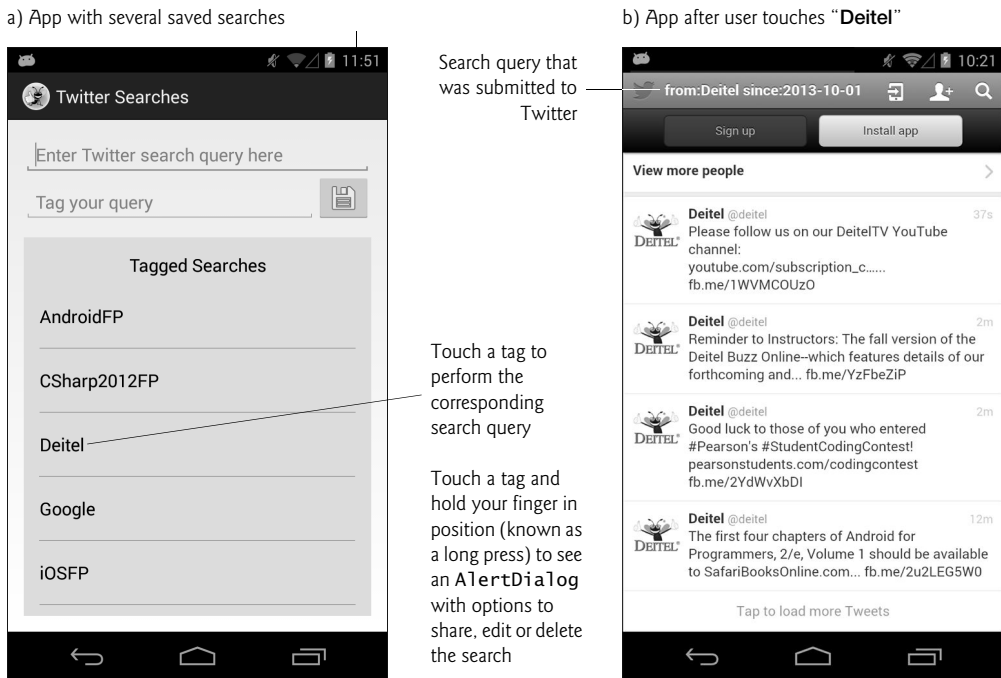 a) App with several saved searches
11:51
Twitter Searches
Enter Twitter search query here
Tag your query
Tagged Searches
AndroidFP
CSharp2012FP
Deitel
Google
iOSFP
Search query that
was submitted to
Twitter
Touch a tag to
perform the
corresponding
search query
Touch a tag and
hold your finger in
position (known as
a long press) to see
an AlertDialog
with options to
share, edit or delete
the search
b) App after user touches “Deitel”
10:21
from:Deitel since:2013-10-01
Sign up
Install app
View more people
Deitel @deitel 37s
Please follow us on our DeitelTV YouTube
channel:
youtube.com/subscription_c......
fb.me/1WVMCOUzO
DEITEL®
Deitel @deitel 2m
Reminder to Instructors: The fall version of the
Deitel Buzz Online--which features details of our
forthcoming and... fb.me/YzFbeZiP
DEITEL®
Deitel @deitel 2m
Good luck to those of you who entered
#Pearson's #StudentCodingContest!
pearsonstudents.com/codingcontest
fb.me/2YdWvXbDI
DEITEL®
Deitel @deitel 12m
The first four chapters of Android for
Programmers, 2/e, Volume 1 should be available
to SafariBooksOnline.com... fb.me/2u2LEG5W0
DEITEL®
Tap to load more Tweets